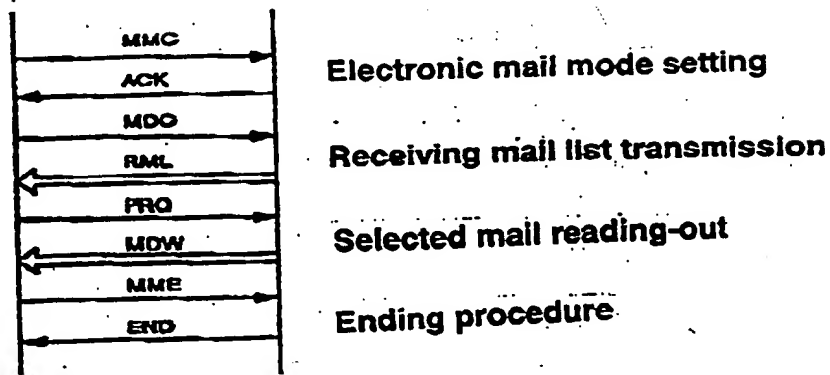 MMC
Electronic mail mode setting
ACK
MDO
Receiving mail list transmission
RML
PRQ
Selected mail reading-out
MDW
MME
Ending procedure
END